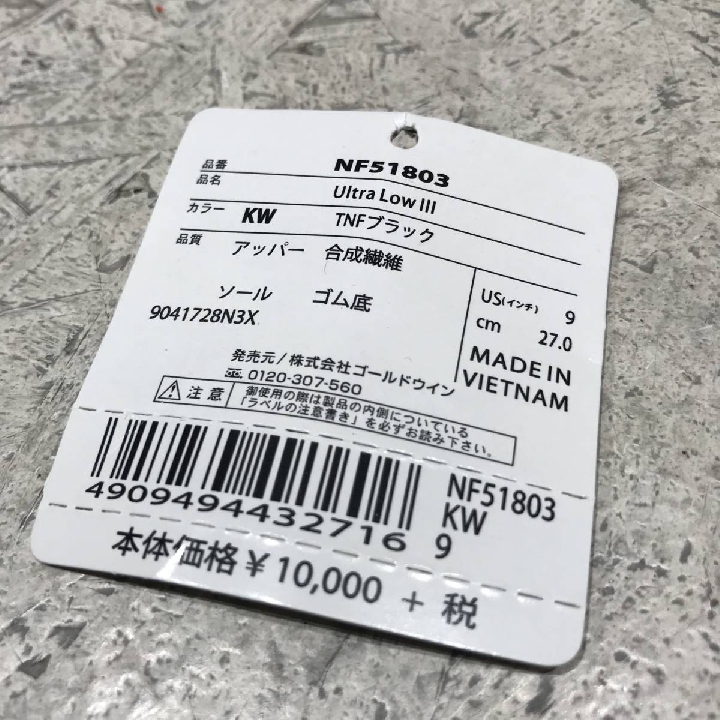 品番 NF51803
品名 Ultra Low III
カラー KW TNFブラック
品質 アッパー 合成繊維
ソール ゴム底
9041728N3X
US(インチ) 9
cm 27.0
MADE IN
VIETNAM
発売元/株式会社ゴールドウイン
0120-307-560
注意 御使用の際は製品の内側についている
「ラベルの注意書き」を必ずお読み下さい。
4909494432716
NF51803
KW
9
本体価格¥10,000 + 税